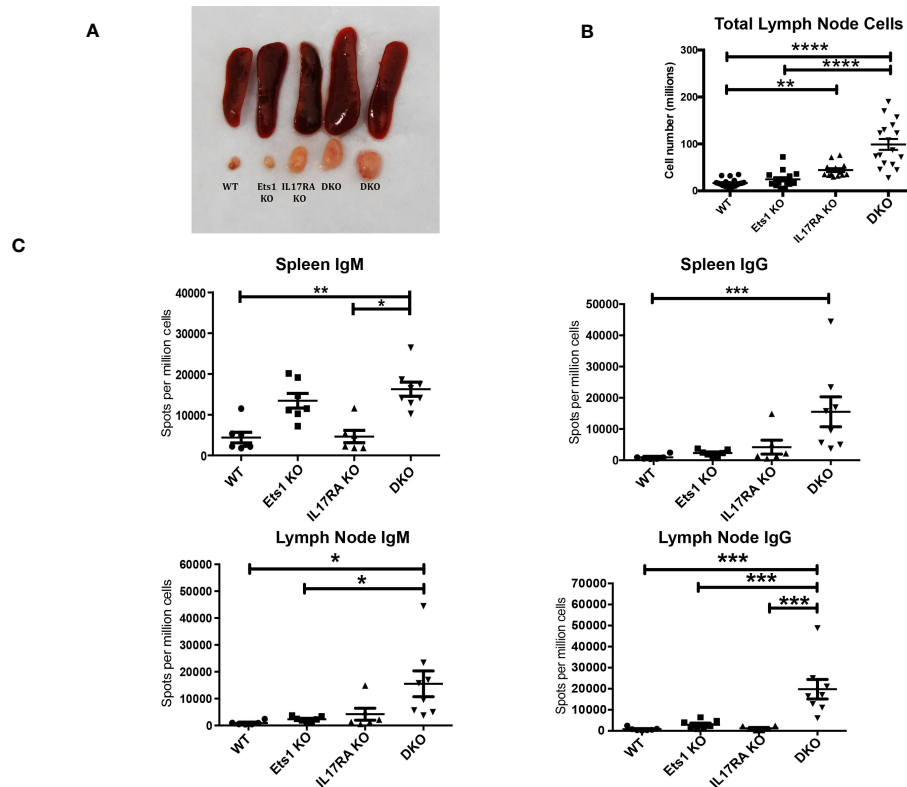 A
WT Ets1 KO IL17RA KO DKO DKO
B
Total Lymph Node Cells
**** 
****
**
Cell number (millions)
300
200
100
0
WT Ets1 KO IL17RA KO DKO
C
Spleen IgM
**
*
Spots per million cells
40000
30000
20000
10000
0
WT Ets1 KO IL17RA KO DKO
Spleen IgG
***
Spots per million cells
50000
40000
30000
20000
10000
0
WT Ets1 KO IL17RA KO DKO
Lymph Node IgM
*
*
Spots per million cells
60000
50000
40000
30000
20000
10000
0
WT Ets1 KO IL17RA KO DKO
Lymph Node IgG
***
***
***
Spots per million cells
70000
60000
50000
40000
30000
20000
10000
0
WT Ets1 KO IL17RA KO DKO